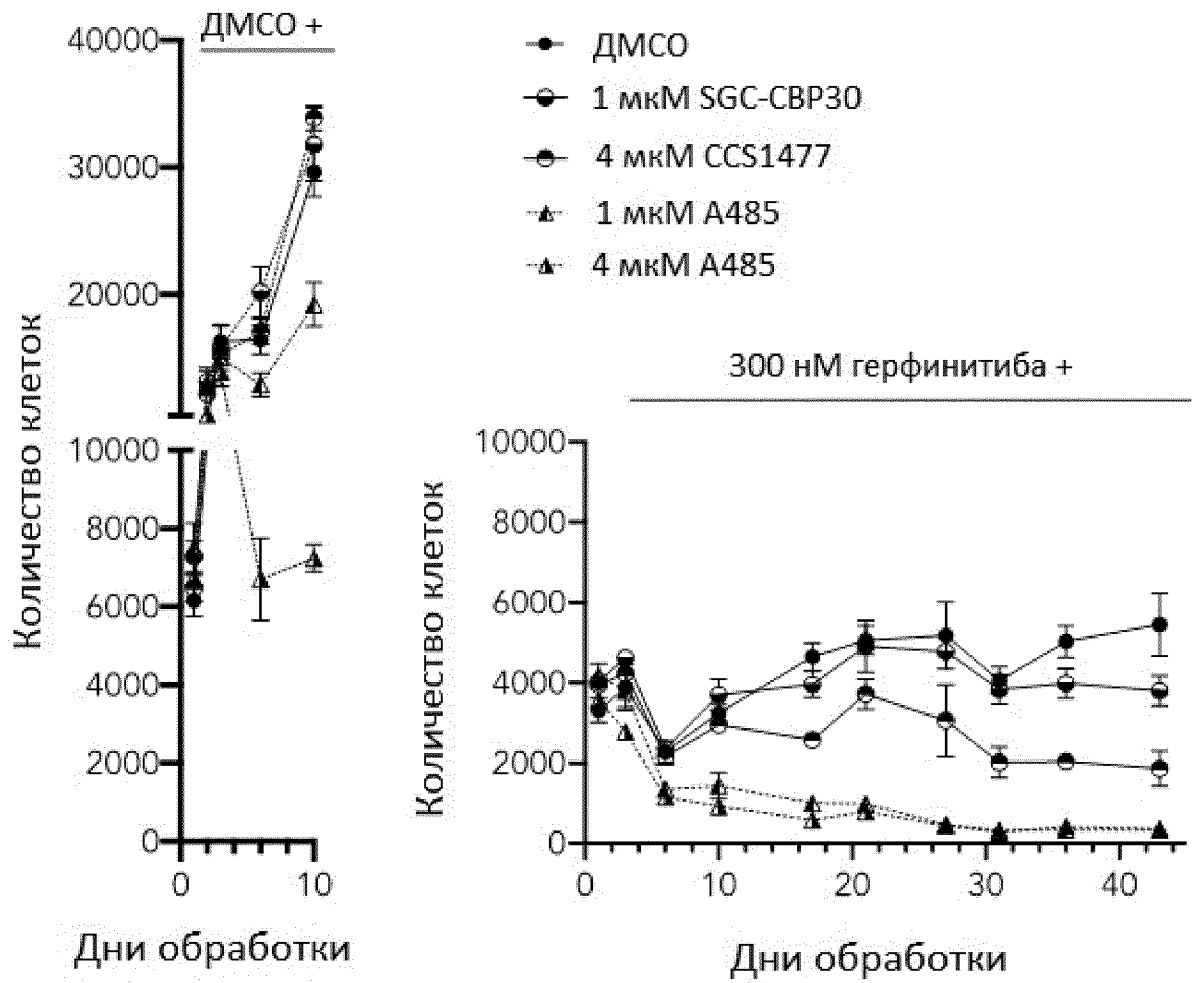 ДМСО +
40000
30000
20000
10000
8000
6000
4000
2000
0
0
10
Количество клеток
Дни обработки
ДМСО
1 мкМ SGC-CBP30
4 мкМ CCS1477
1 мкМ A485
4 мкМ A485
300 нМ герфинитиба +
10000
8000
6000
4000
2000
0
0
10
20
30
40
Количество клеток
Дни обработки